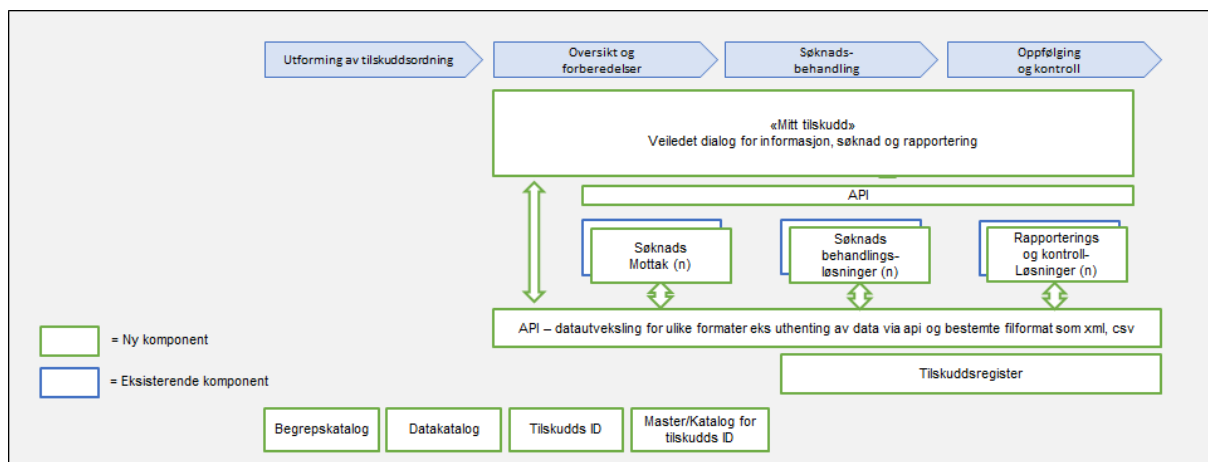 Utforming av tilskuddsordning
Oversikt og
forberedelser
Søknads-
behandling
Oppfølging
og kontroll
«Mitt tilskudd»
Veiledet dialog for informasjon, søknad og rapportering
API
Søknads
Mottak (n)
Søknads
behandlings-
løsninger (n)
Rapporterings
og kontroll-
Løsninger (n)
API – datautveksling for ulike formater eks uthenting av data via api og bestemte filformat som xml, csv
= Ny komponent
Tilskuddsregister
= Eksisterende komponent
Begrepskatalog
Datakatalog
Tilskudds ID
Master/Katalog for
tilskudds ID